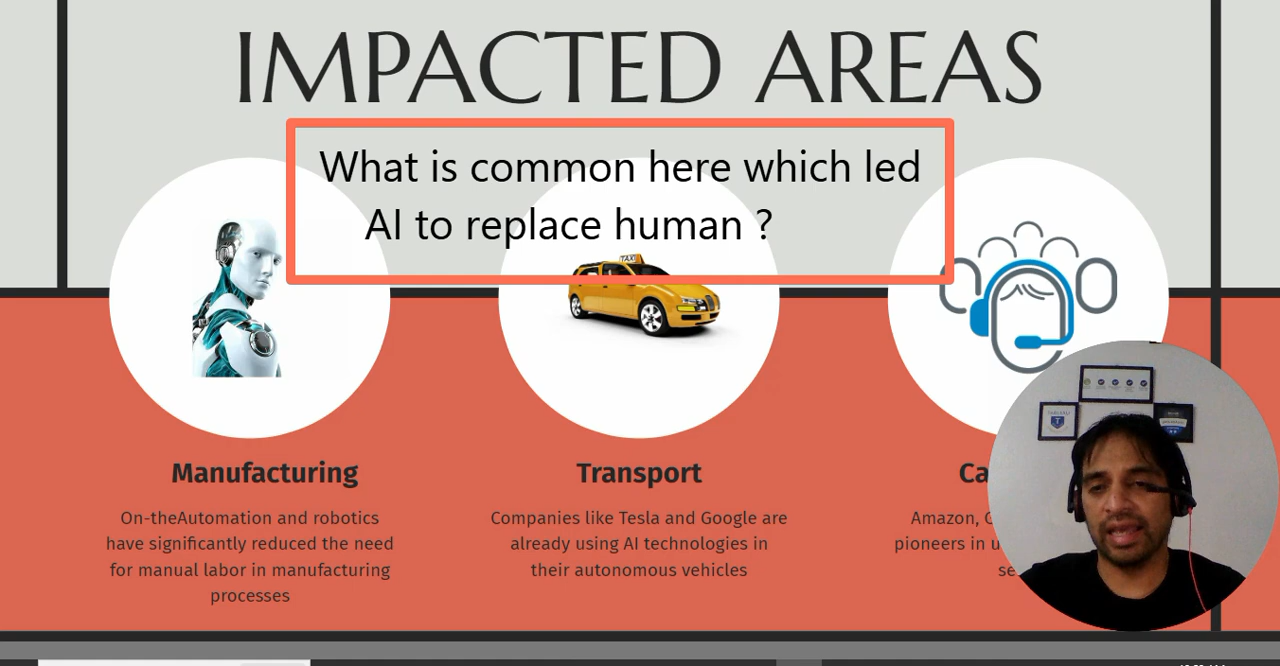 IMPACTED AREAS
What is common here which led
AI to replace human ?
TAXI
Manufacturing
On-theAutomation and robotics
have significantly reduced the need
for manual labor in manufacturing
processes
Transport
Companies like Tesla and Google are
already using AI technologies in
their autonomous vehicles
Ca
Amazon, G
pioneers in u
se